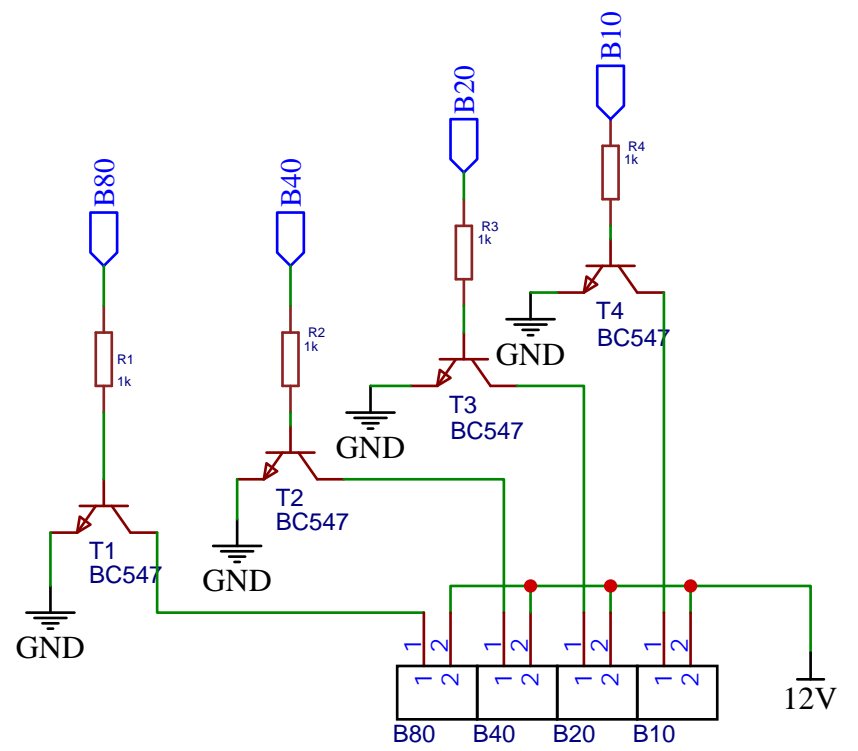 B10
B20
R4
1k
B80
B40
R3
1k
T4
BC547
R2
1k
GND
R1
1k
T3
BC547
GND
T2
BC547
T1
BC547
GND
GND
1 2 1 2 1 2 1 2
1 2 1 2 1 2 1 2
12V
B80 B40 B20 B10